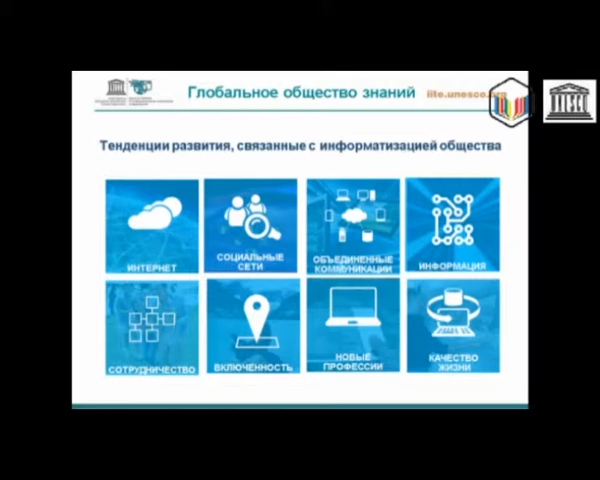 Глобальное общество знаний
iite.unesco.org
Тенденции развития, связанные с информатизацией общества
ИНТЕРНЕТ
СОЦИАЛЬНЫЕ
СЕТИ
ОБЪЕДИНЕННЫЕ
КОММУНИКАЦИИ
ИНФОРМАЦИЯ
СОТРУДНИЧЕСТВО
ВКЛЮЧЕННОСТЬ
НОВЫЕ
ПРОФЕССИИ
КАЧЕСТВО
ЖИЗНИ
UNESCO